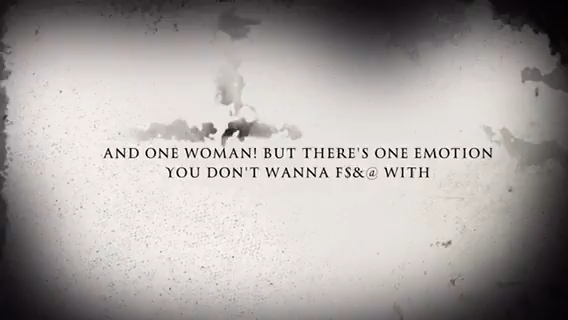 AND ONE WOMAN! BUT THERE'S ONE EMOTION
YOU DON'T WANNA F$&@ WITH